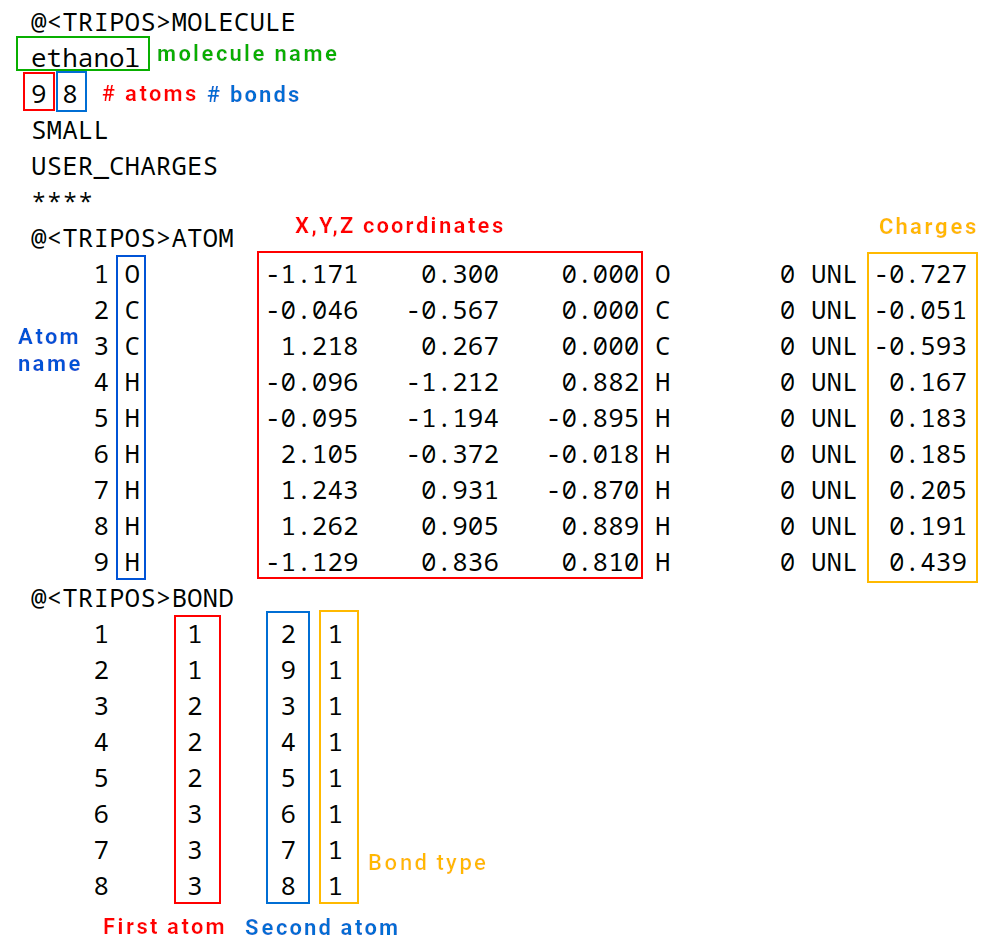 @<TRIPOS>MOLECULE
ethanol molecule name
9 8 # atoms # bonds
SMALL
USER_CHARGES
****
X,Y,Z coordinates Charges
@<TRIPOS>ATOM
1 O -1.171 0.300 0.000 O 0 UNL -0.727
2 C -0.046 -0.567 0.000 C 0 UNL -0.051
Atom name
3 C 1.218 0.267 0.000 C 0 UNL -0.593
4 H -0.096 -1.212 0.882 H 0 UNL 0.167
5 H -0.095 -1.194 -0.895 H 0 UNL 0.183
6 H 2.105 -0.372 -0.018 H 0 UNL 0.185
7 H 1.243 0.931 -0.870 H 0 UNL 0.205
8 H 1.262 0.905 0.889 H 0 UNL 0.191
9 H -1.129 0.836 0.810 H 0 UNL 0.439
@<TRIPOS>BOND
1 1 2 1
2 1 9 1
3 2 3 1
4 2 4 1
5 2 5 1
6 3 6 1
7 3 7 1
Bond type
8 3 8 1
First atom Second atom